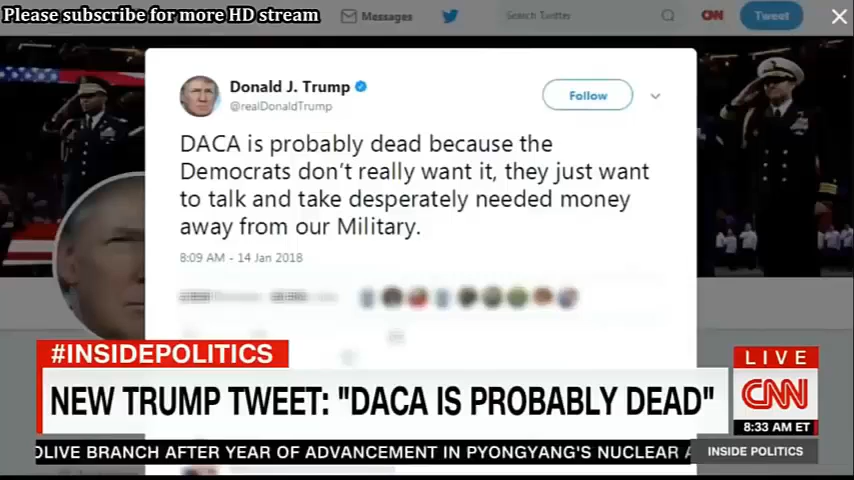 Please subscribe for more HD stream
Messages
Search Twitter
CNN
Tweet
Donald J. Trump
@realDonaldTrump
Follow
DACA is probably dead because the
Democrats don't really want it, they just want
to talk and take desperately needed money
away from our Military.
8:09 AM - 14 Jan 2018
#INSIDEPOLITICS
NEW TRUMP TWEET: "DACA IS PROBABLY DEAD"
LIVE
CNN
8:33 AM ET
OLIVE BRANCH AFTER YEAR OF ADVANCEMENT IN PYONGYANG'S NUCLEAR
INSIDE POLITICS